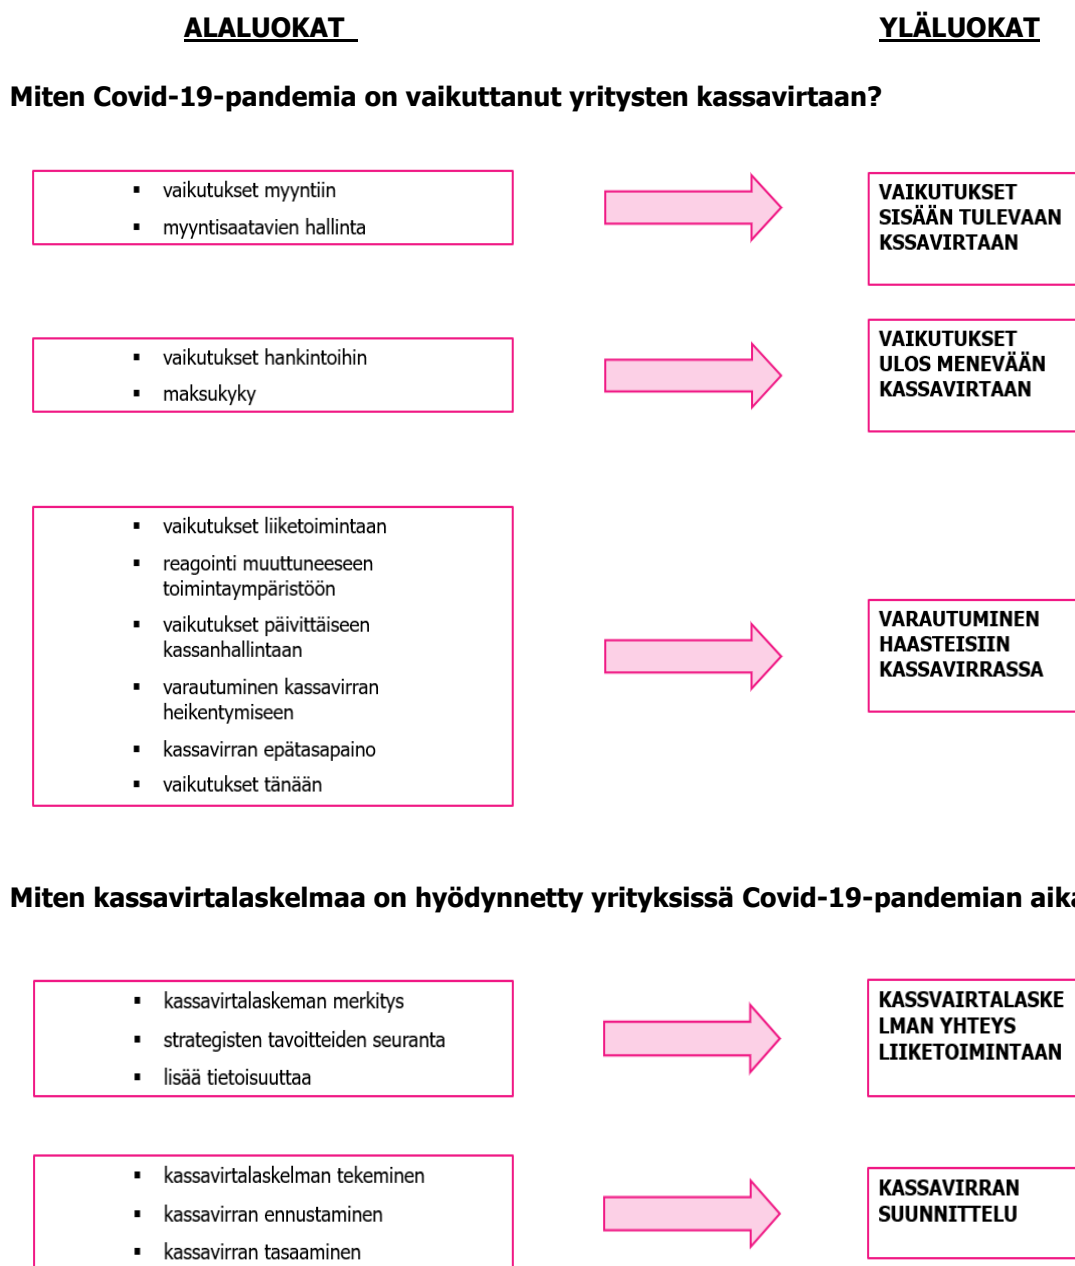 ALALUOKAT
YLÄLUOKAT
Miten Covid-19-pandemia on vaikuttanut yritysten kassavirtaan?
▪ vaikutukset myyntiin
▪ myyntisaatavien hallinta
VAIKUTUKSET
SISÄÄN TULEVAAN
KSSAVIRTAAN
▪ vaikutukset hankintoihin
▪ maksukyky
VAIKUTUKSET
ULOS MENEVÄÄN
KASSAVIRTAAN
▪ vaikutukset liiketoimintaan
▪ reagointi muuttuneeseen
toimintaympäristöön
▪ vaikutukset päivittäiseen
kassanhallintaan
▪ varautuminen kassavirran
heikentymiseen
▪ kassavirran epätasapaino
▪ vaikutukset tänään
VARAUTUMINEN
HAASTEISIIN
KASSAVIRRASSA
Miten kassavirtalaskelmaa on hyödynnetty yrityksissä Covid-19-pandemian
▪ kassavirtalaskeman merkitys
▪ strategisten tavoitteiden seuranta
▪ lisää tietoisuuttaa
KASSVAIRTALASKE
LMAN YHTEYS
LIIKETOIMINTAAN
▪ kassavirtalaskelman tekeminen
▪ kassavirran ennustaminen
▪ kassavirran tasaaminen
KASSAVIRRAN
SUUNNITTELU